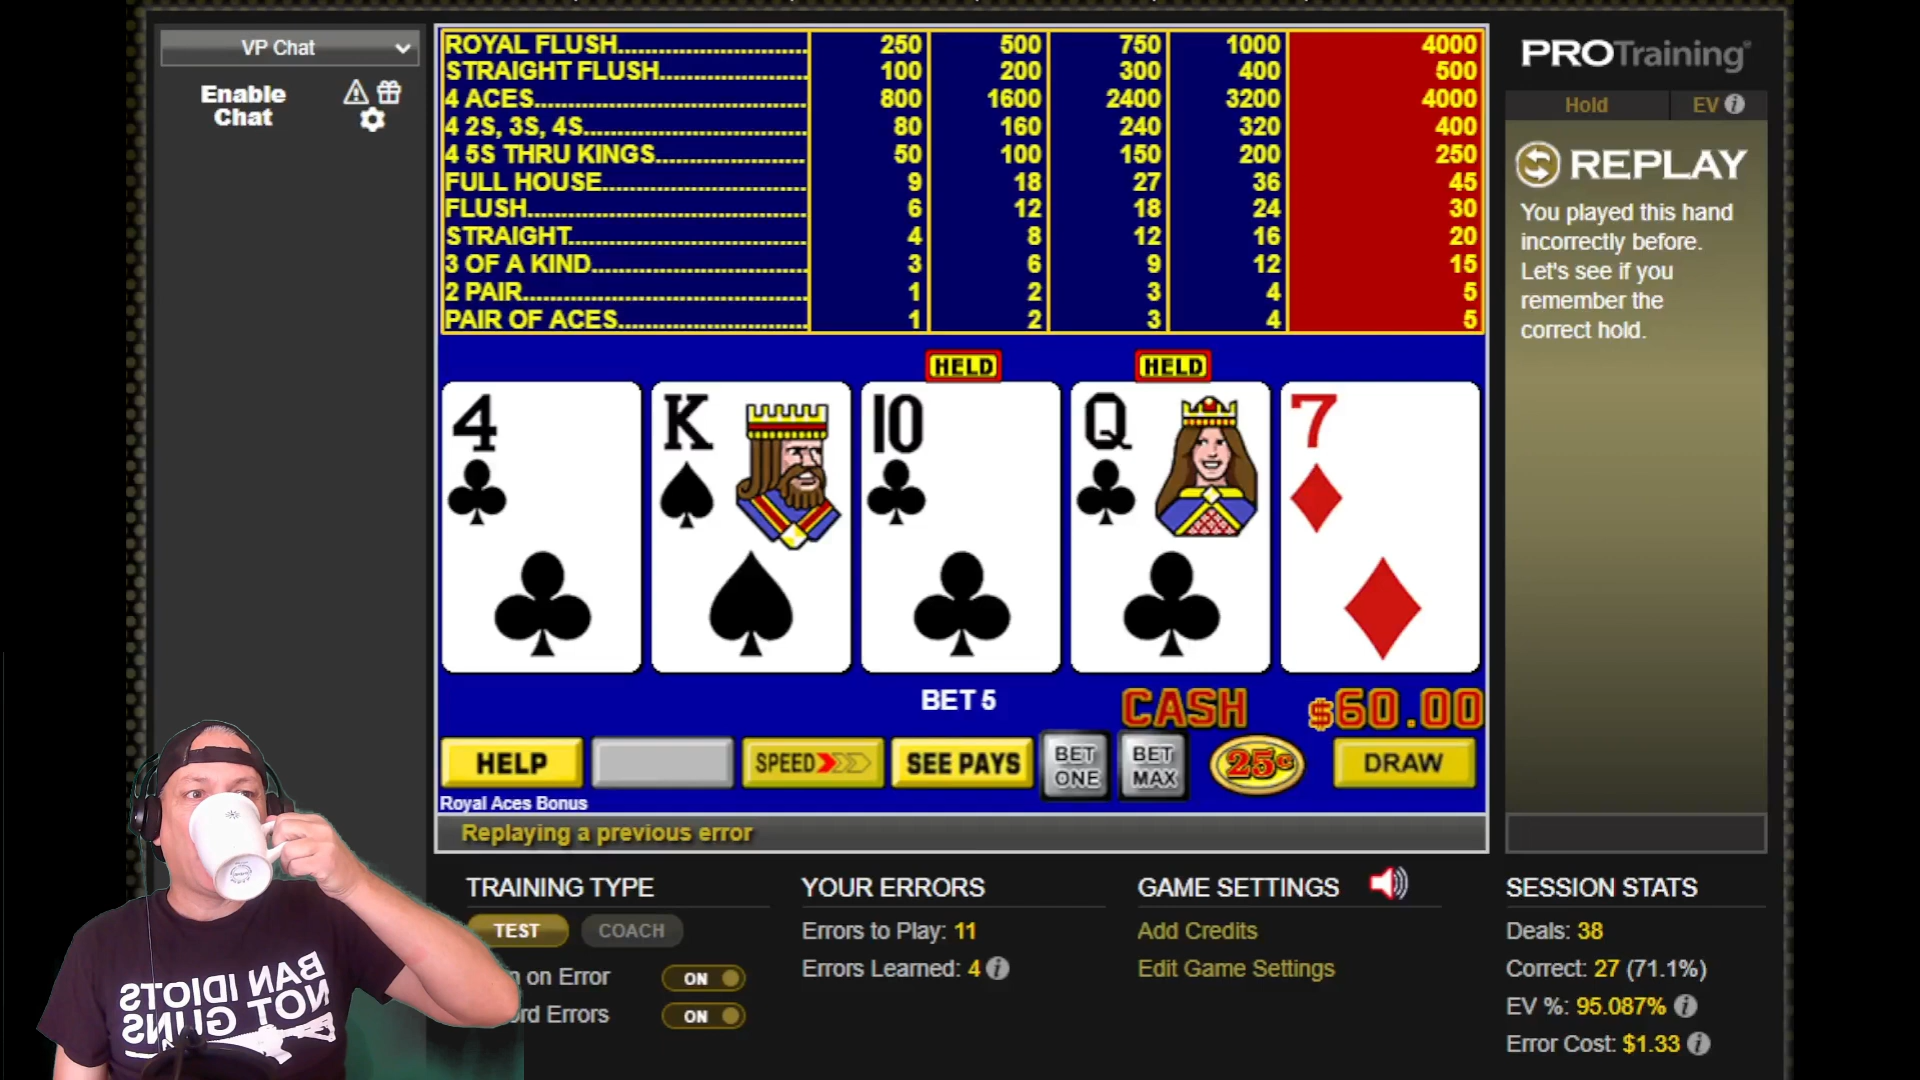 VP Chat
Enable
Chat
ROYAL FLUSH 250 500 750 1000 4000
STRAIGHT FLUSH 100 200 300 400 500
4 ACES 800 1600 2400 3200 4000
4 2S, 3S, 4S 80 160 240 320 400
4 5S THRU KINGS 50 100 150 200 250
FULL HOUSE 9 18 27 36 45
FLUSH 6 12 18 24 30
STRAIGHT 4 8 12 16 20
3 OF A KIND 3 6 9 12 15
2 PAIR 1 2 3 4 5
PAIR OF ACES 1 2 3 4 5
HELD HELD
4 K 10 Q 7
BET 5 CASH $60.00
HELP SPEED SEE PAYS BET ONE BET MAX 25¢ DRAW
Royal Aces Bonus
Replaying a previous error
PROTraining®
Hold EV i
REPLAY
You played this hand
incorrectly before.
Let's see if you
remember the
correct hold.
TRAINING TYPE
TEST COACH
on Error ON
Errors ON
YOUR ERRORS
Errors to Play: 11
Errors Learned: 4 i
GAME SETTINGS
Add Credits
Edit Game Settings
SESSION STATS
Deals: 38
Correct: 27 (71.1%)
EV %: 95.087% i
Error Cost: $1.33 i
BAN IDIOTS
NOT GUNS